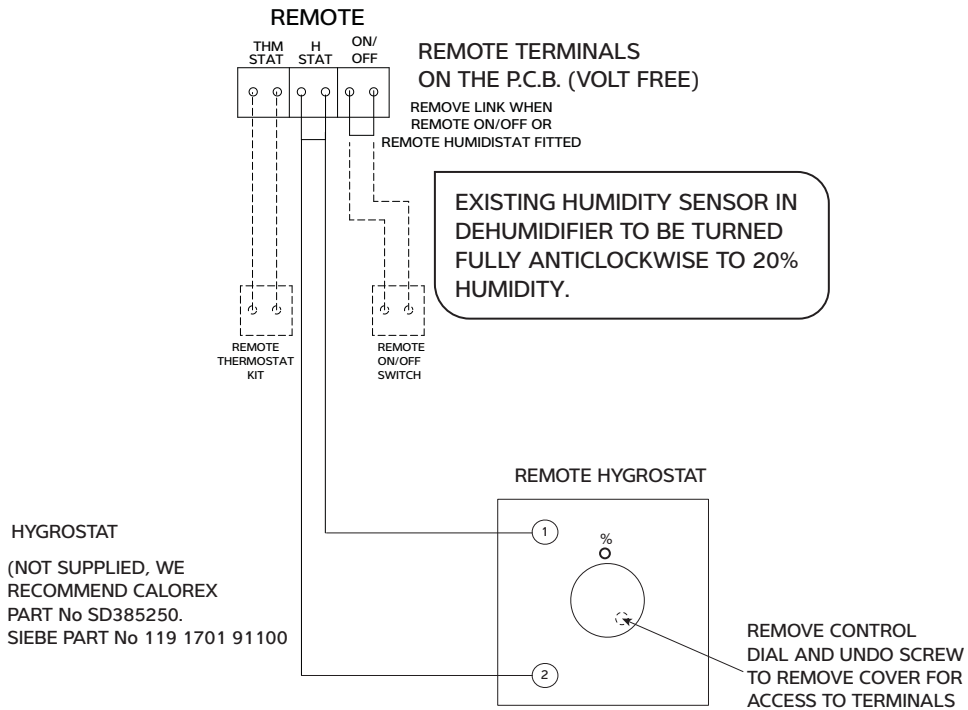 REMOTE
THM
STAT
H
STAT
ON/
OFF
REMOTE TERMINALS
ON THE P.C.B. (VOLT FREE)
REMOVE LINK WHEN
REMOTE ON/OFF OR
REMOTE HUMIDISTAT FITTED
EXISTING HUMIDITY SENSOR IN
DEHUMIDIFIER TO BE TURNED
FULLY ANTICLOCKWISE TO 20%
HUMIDITY.
REMOTE
THERMOSTAT
KIT
REMOTE
ON/OFF
SWITCH
REMOTE HYGROSTAT
1
%
2
HYGROSTAT
(NOT SUPPLIED, WE
RECOMMEND CALOREX
PART No SD385250.
SIEBE PART No 119 1701 91100
REMOVE CONTROL
DIAL AND UNDO SCREW
TO REMOVE COVER FOR
ACCESS TO TERMINALS